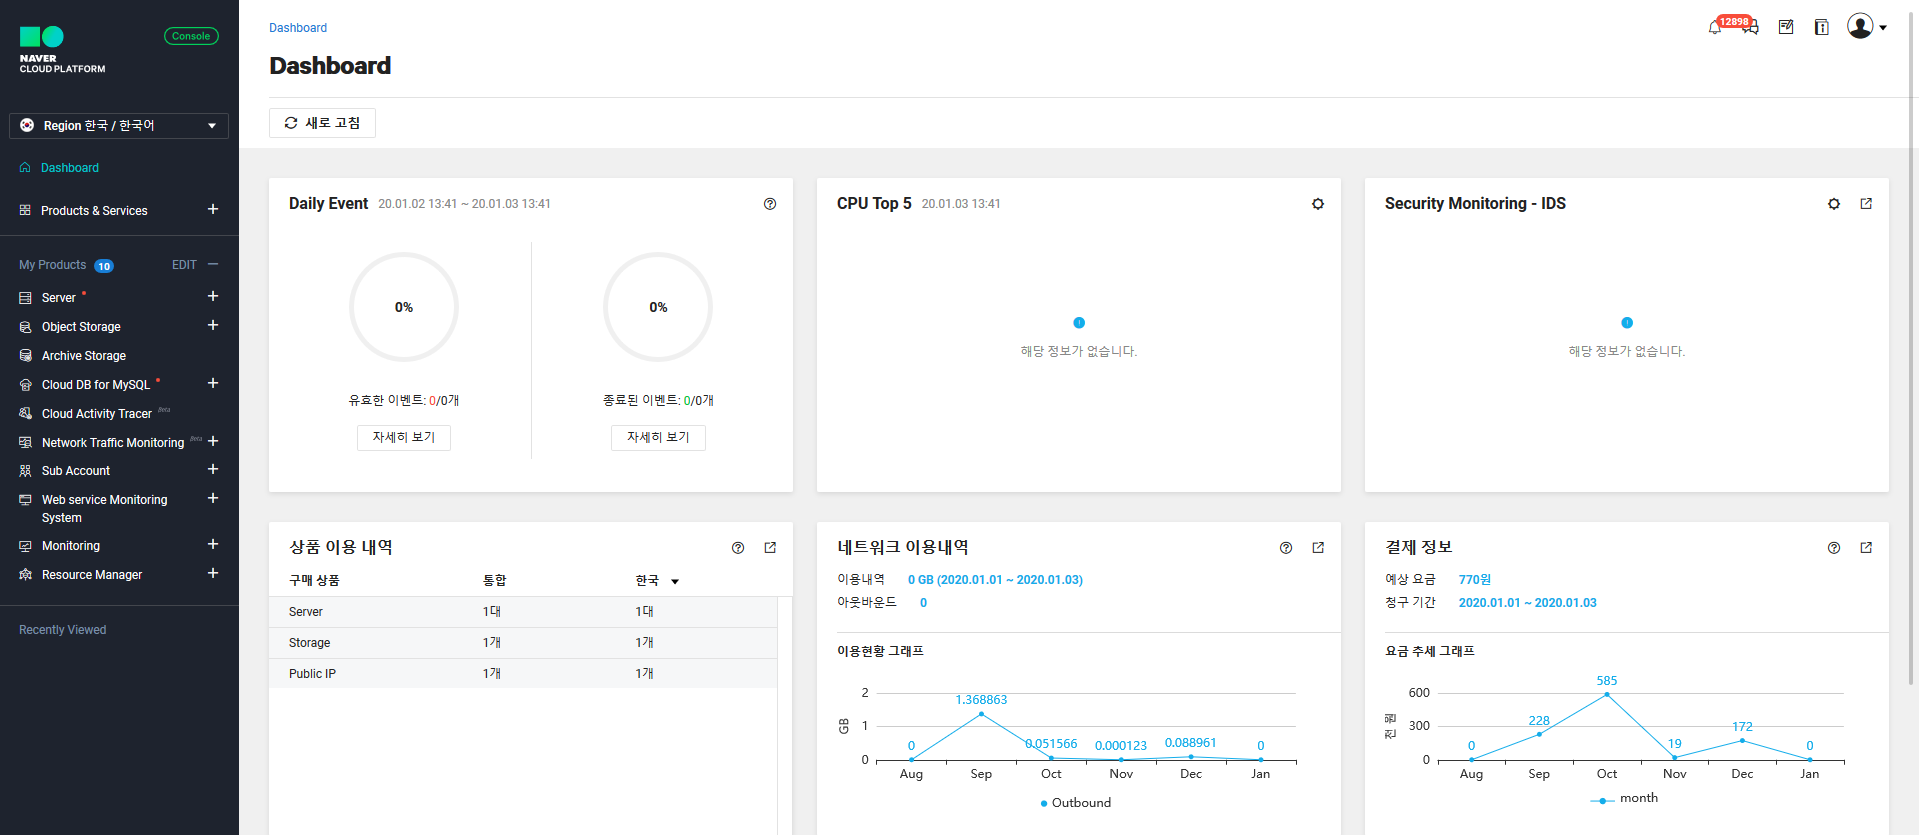 NAVER
CLOUD PLATFORM
Console
Region 한국 / 한국어
Dashboard
Products & Services
My Products 10 EDIT
Server
Object Storage
Archive Storage
Cloud DB for MySQL
Cloud Activity Tracer Beta
Network Traffic Monitoring Beta
Sub Account
Web service Monitoring
System
Monitoring
Resource Manager
Recently Viewed
Dashboard
12898
Dashboard
새로 고침
Daily Event 20.01.02 13:41 ~ 20.01.03 13:41
0% 0%
유효한 이벤트: 0/0개 종료된 이벤트: 0/0개
자세히 보기 자세히 보기
CPU Top 5 20.01.03 13:41
해당 정보가 없습니다.
Security Monitoring - IDS
해당 정보가 없습니다.
상품 이용 내역
구매 상품 통합 한국
Server 1대 1대
Storage 1개 1개
Public IP 1개 1개
네트워크 이용내역
이용내역 0 GB (2020.01.01 ~ 2020.01.03)
아웃바운드 0
이용현황 그래프
GB
2
1
0
0 1.368863 0.051566 0.000123 0.088961 0
Aug Sep Oct Nov Dec Jan
Outbound
결제 정보
예상 요금 770원
청구 기간 2020.01.01 ~ 2020.01.03
요금 추세 그래프
천 원
600
300
0
0 228 585 19 172 0
Aug Sep Oct Nov Dec Jan
month